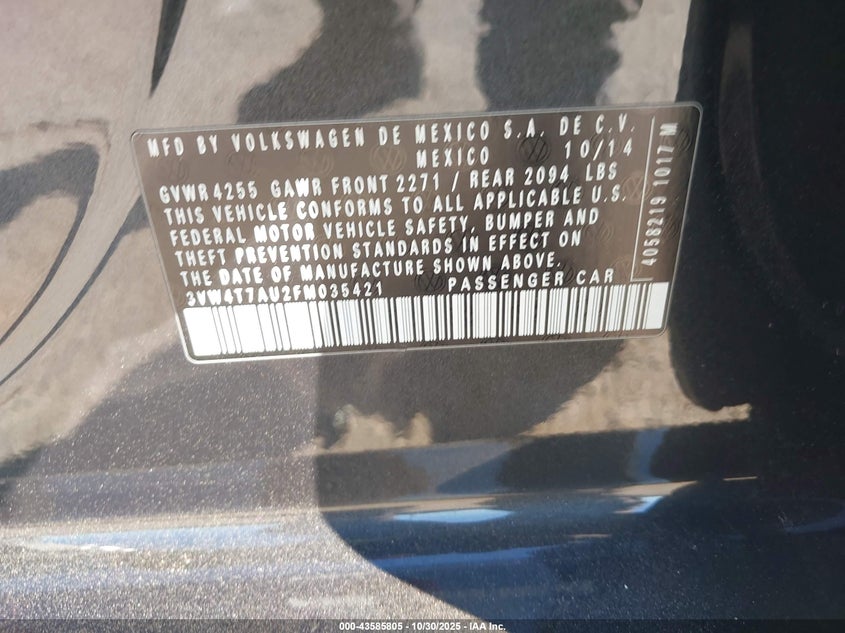 MFD BY VOLKSWAGEN DE MEXICO S.A. DE C.V.
MEXICO 10/14
GVWR 4255 GAWR FRONT 2271 / REAR 2094 LBS
THIS VEHICLE CONFORMS TO ALL APPLICABLE U.S.
FEDERAL MOTOR VEHICLE SAFETY, BUMPER AND
THEFT PREVENTION STANDARDS IN EFFECT ON
THE DATE OF MANUFACTURE SHOWN ABOVE.
3VW4T7AU2FM035421 PASSENGER CAR
4058219 1017 M
000-43585805 - 10/30/2025 - IAA Inc.